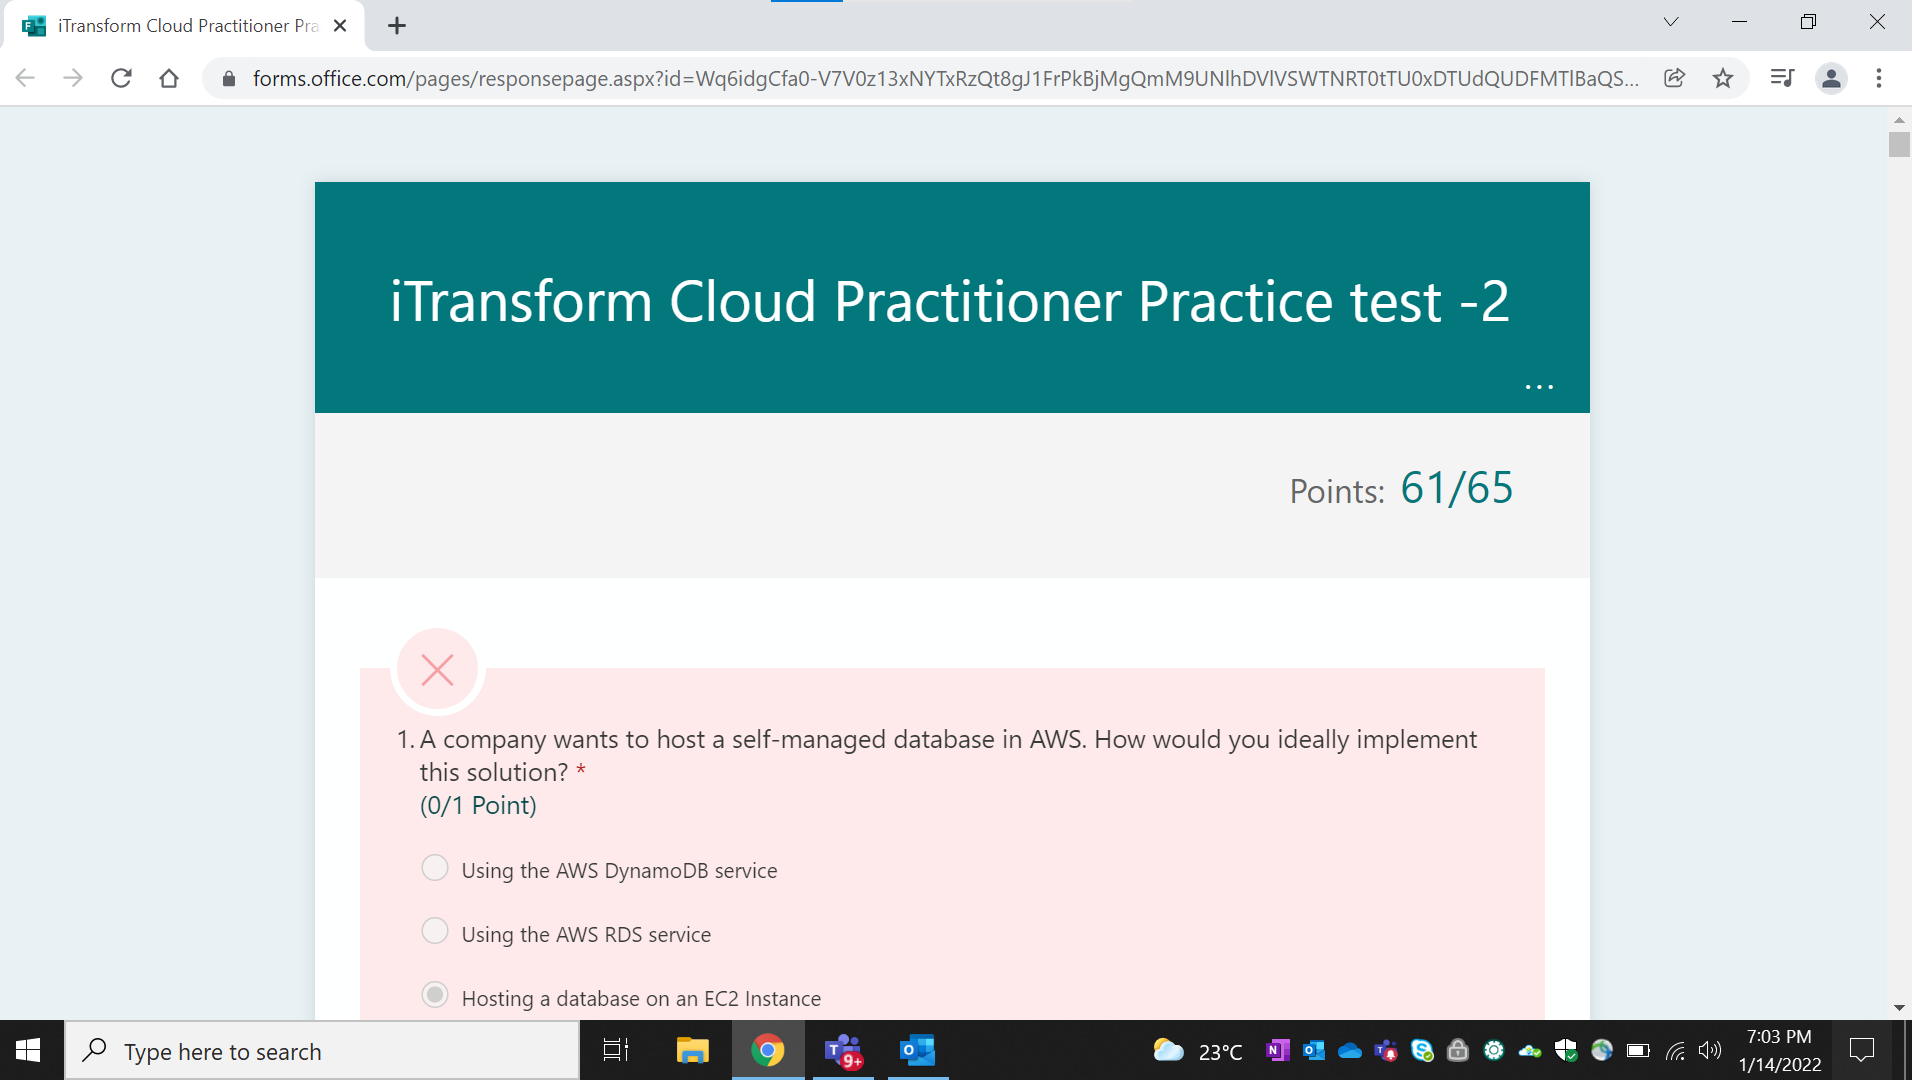 iTransform Cloud Practitioner Pra
forms.office.com/pages/responsepage.aspx?id=Wq6idgCfa0-V7V0z13xNYTxRzQt8gJ1FrPkBjMgQmM9UNlhDVlVSWTNRT0tTU0xDTUdQUDFMTlBaQS...
iTransform Cloud Practitioner Practice test -2
...
Points: 61/65
1. A company wants to host a self-managed database in AWS. How would you ideally implement
this solution? *
(0/1 Point)
Using the AWS DynamoDB service
Using the AWS RDS service
Hosting a database on an EC2 Instance
Type here to search
9+
23°C
7:03 PM
1/14/2022